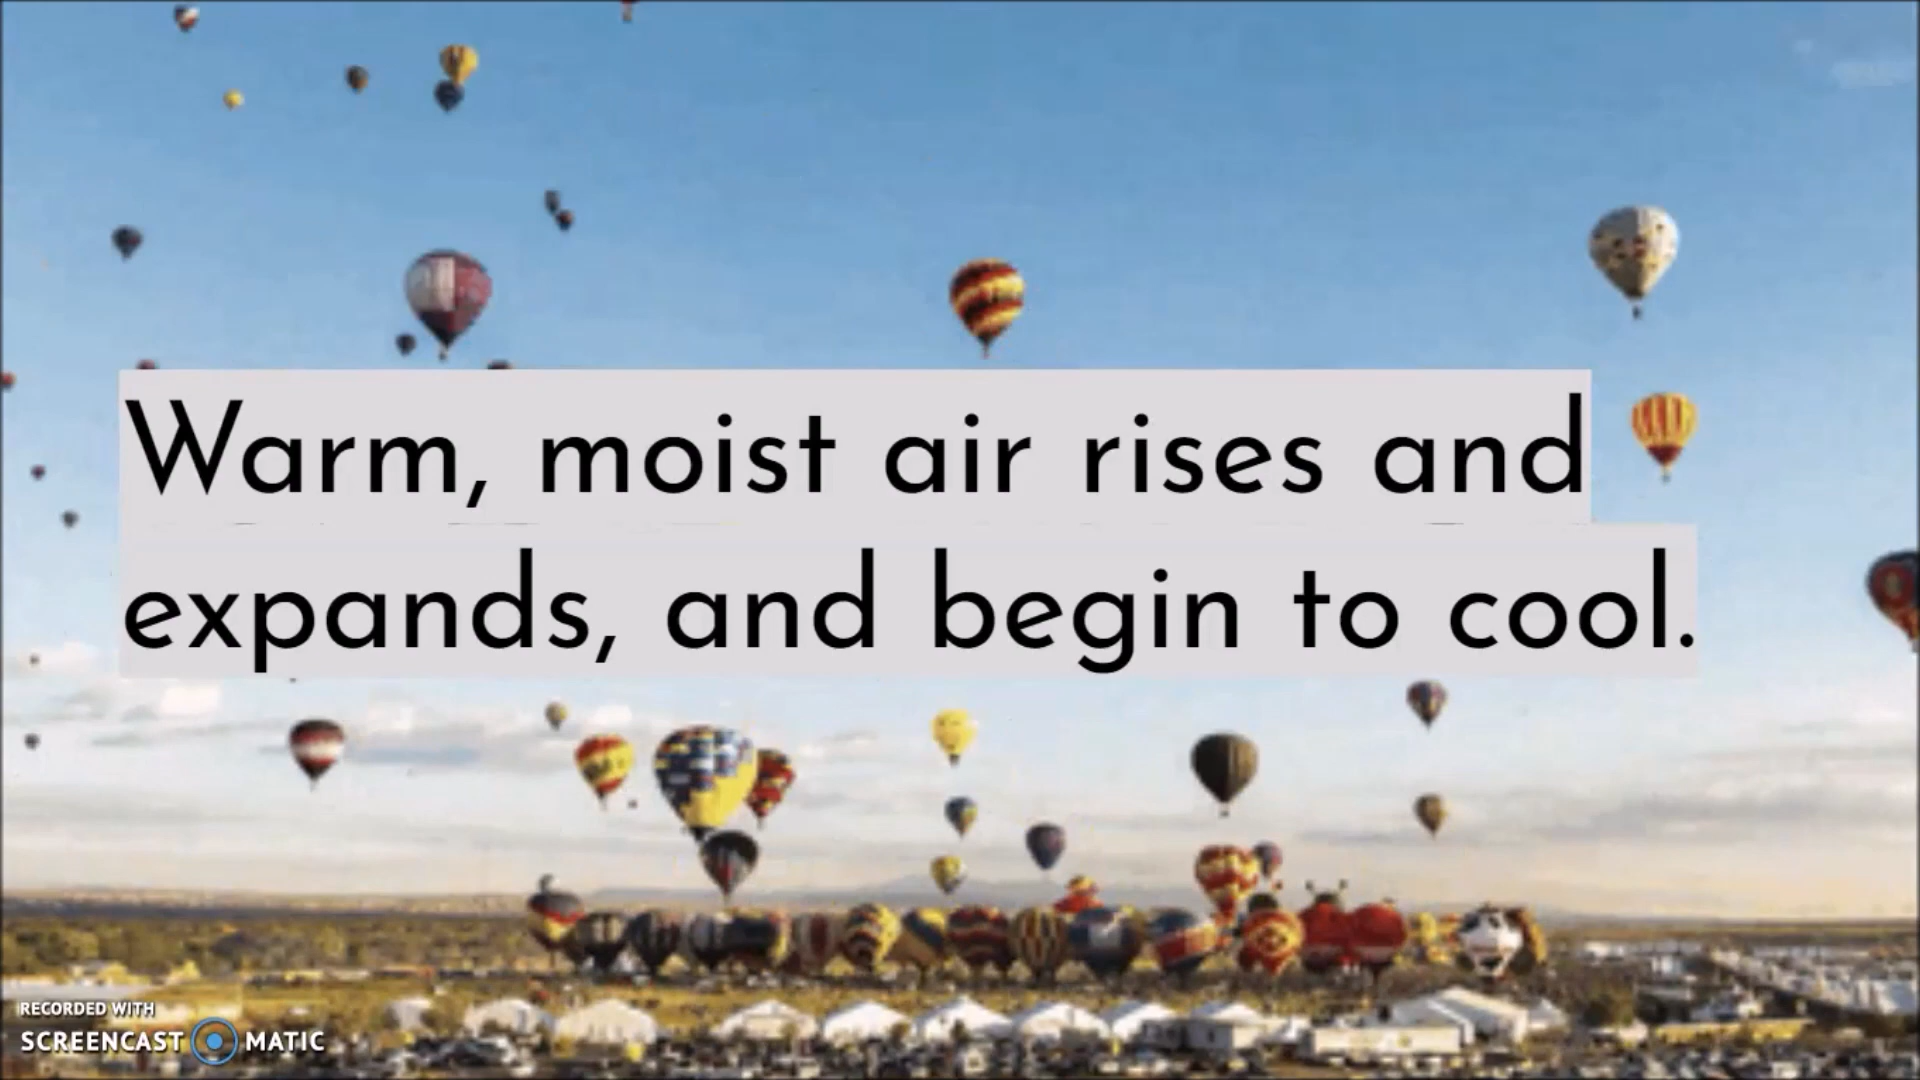 Warm, moist air rises and
expands, and begin to cool.
RECORDED WITH
SCREENCAST MATIC